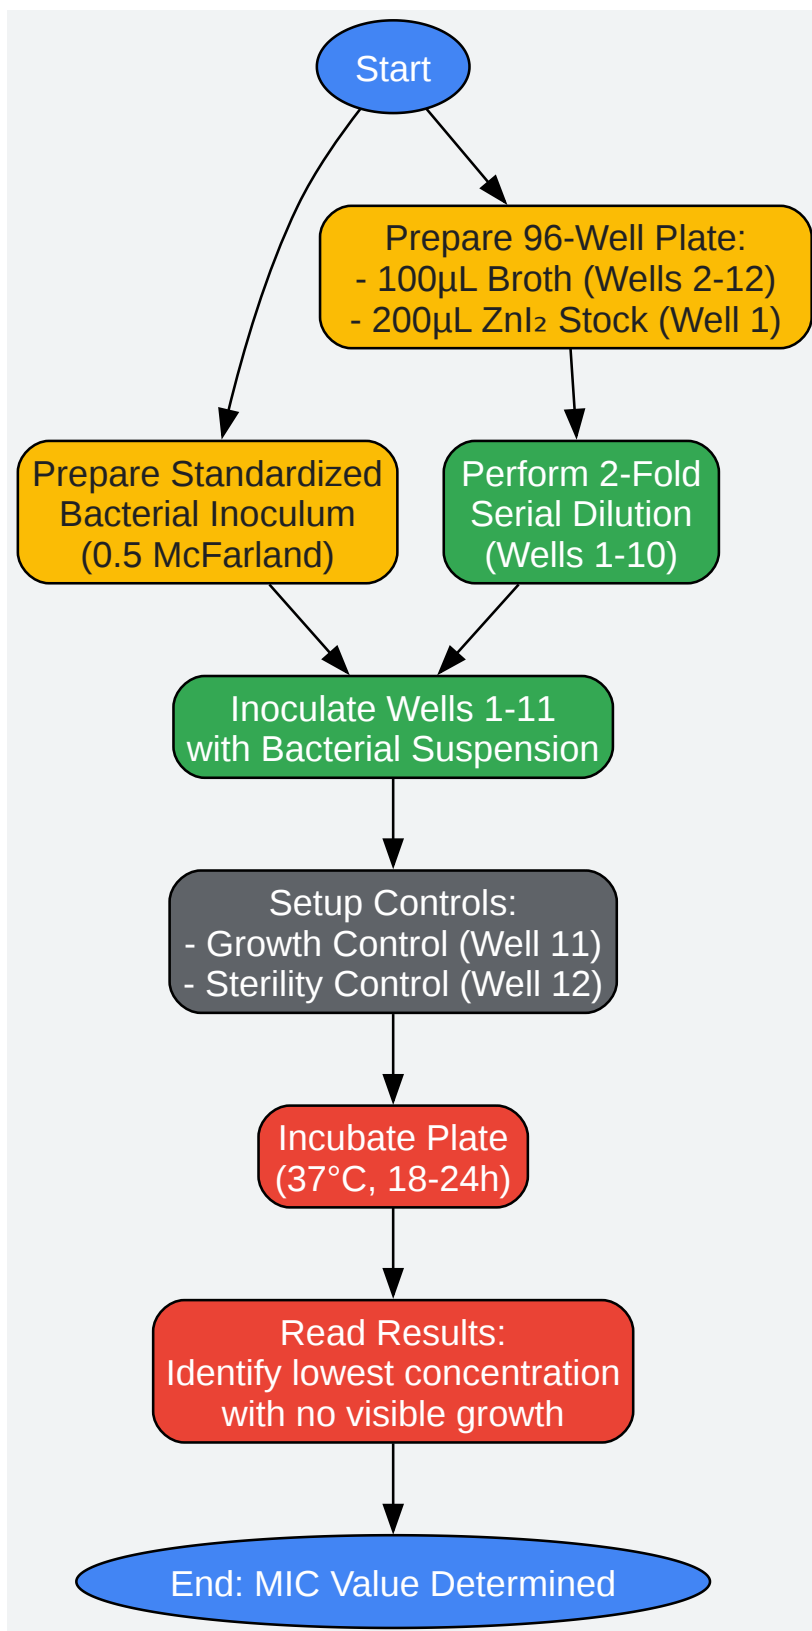 Start
Prepare 96-Well Plate:
- 100µL Broth (Wells 2-12)
- 200µL ZnI₂ Stock (Well 1)
Prepare Standardized
Bacterial Inoculum
(0.5 McFarland)
Perform 2-Fold
Serial Dilution
(Wells 1-10)
Inoculate Wells 1-11
with Bacterial Suspension
Setup Controls:
- Growth Control (Well 11)
- Sterility Control (Well 12)
Incubate Plate
(37°C, 18-24h)
Read Results:
Identify lowest concentration
with no visible growth
End: MIC Value Determined